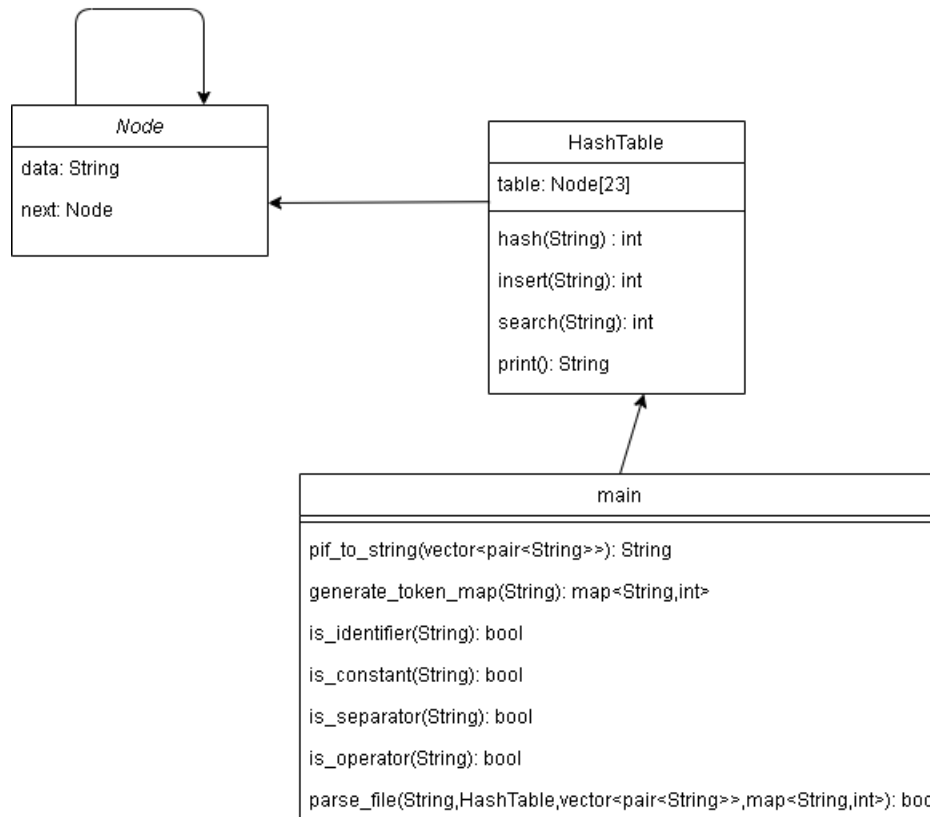 Node
data: String
next: Node
HashTable
table: Node[23]
hash(String) : int
insert(String): int
search(String): int
print(): String
main
pif_to_string(vector<pair<String>>): String
generate_token_map(String): map<String,int>
is_identifier(String): bool
is_constant(String): bool
is_separator(String): bool
is_operator(String): bool
parse_file(String,HashTable,vector<pair<String>>,map<String,int>): boo